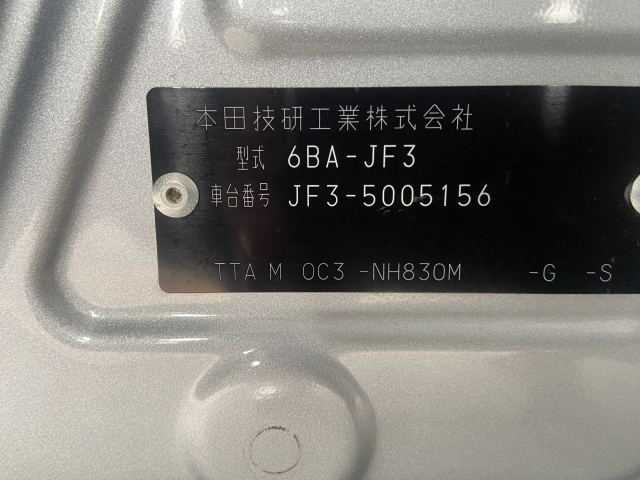 本田技研工業株式会社
型式 6BA-JF3
車台番号 JF3-5005156
TTA M OC3 -NH830M -G -S